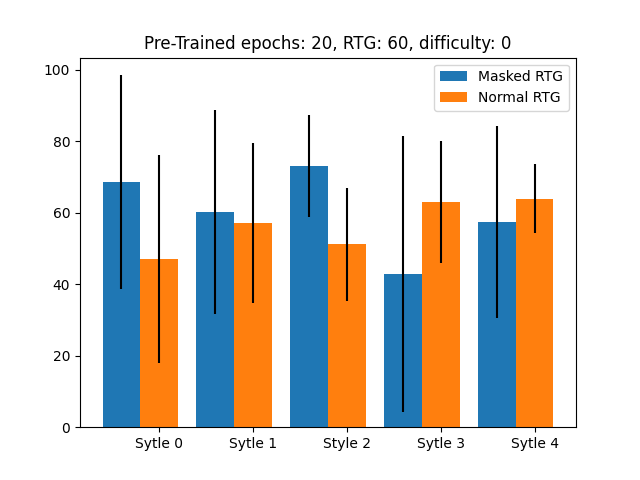 Pre-Trained epochs: 20, RTG: 60, difficulty: 0
Masked RTG
Normal RTG
100
80
60
40
20
0
Sytle 0 Sytle 1 Style 2 Sytle 3 Sytle 4